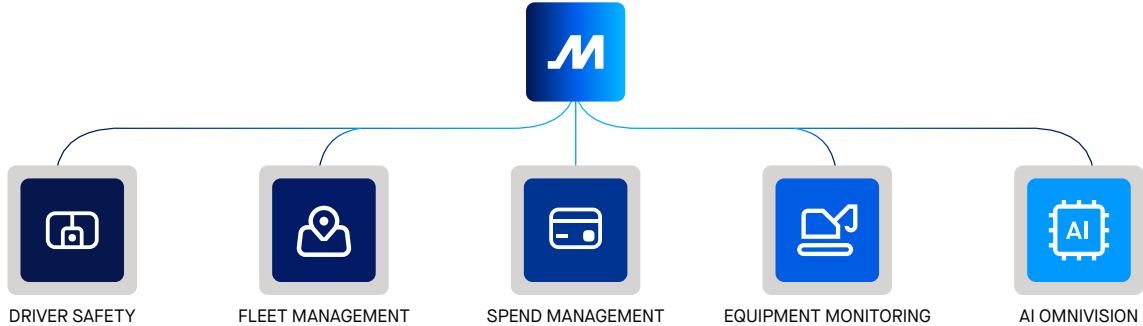 M
DRIVER SAFETY
FLEET MANAGEMENT
SPEND MANAGEMENT
EQUIPMENT MONITORING
AI
AI OMNIVISION